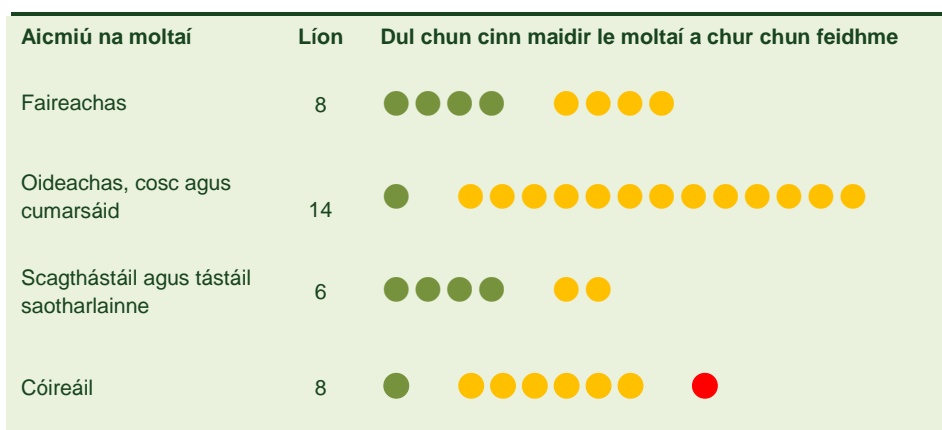 Aicmiú na moltaí Líon Dul chun cinn maidir le moltaí a chur chun feidhme
Faireachas 8
Oideachas, cosc agus
cumarsáid 14
Scagthástáil agus tástáil
saotharlainne 6
Cóireáil 8